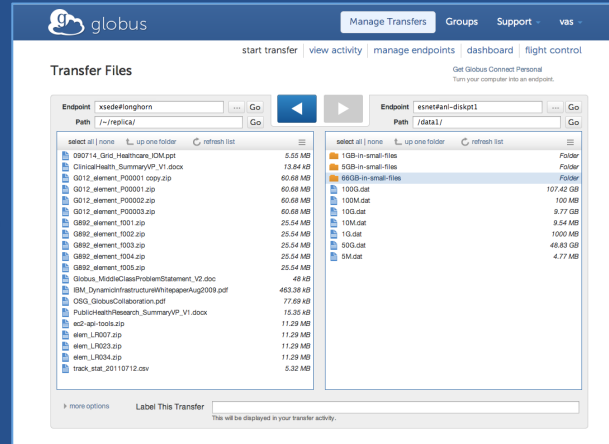 globus
Manage Transfers Groups Support vas
start transfer view activity manage endpoints dashboard flight control
Transfer Files
Get Globus Connect Personal
Turn your computer into an endpoint.
Endpoint xsede#longhorn ... Go
Path /~/replica/ Go
select all | none up one folder refresh list
090714_Grid_Healthcare_IOM.ppt 5.55 MB
ClinicalHealth_SummaryVP_V1.docx 13.84 kB
G012_element_P00001 copy.zip 60.68 MB
G012_element_P00001.zip 60.68 MB
G012_element_P00002.zip 60.68 MB
G012_element_P00003.zip 60.68 MB
G892_element_f001.zip 25.54 MB
G892_element_f002.zip 25.54 MB
G892_element_f003.zip 25.54 MB
G892_element_f004.zip 25.54 MB
G892_element_f005.zip 25.54 MB
Globus_MiddleClassProblemStatement_V2.doc 48 kB
IBM_DynamicInfrastructureWhitepaperAug2009.pdf 463.38 kB
OSG_GlobusCollaboration.pdf 77.69 kB
PublicHealthResearch_SummaryVP_V1.docx 15.35 kB
ec2-api-tools.zip 11.29 MB
elem_LR007.zip 11.29 MB
elem_LR023.zip 11.29 MB
elem_LR034.zip 11.29 MB
track_stat_20110712.csv 5.32 MB
Endpoint esnet#anl-diskpt1 ... Go
Path /data1/ Go
select all | none up one folder refresh list
1GB-in-small-files Folder
5GB-in-small-files Folder
66GB-in-small-files Folder
100G.dat 107.42 GB
100M.dat 100 MB
10G.dat 9.77 GB
10M.dat 9.54 MB
1G.dat 1000 MB
50G.dat 48.83 GB
5M.dat 4.77 MB
more options Label This Transfer
This will be displayed in your transfer activity.